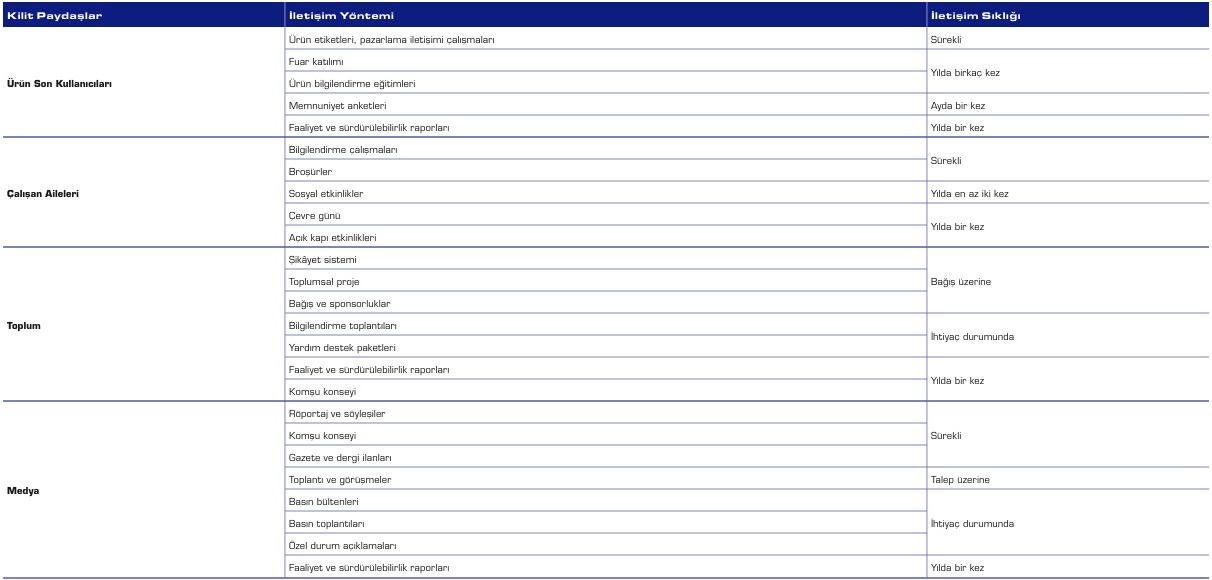 Kilit Paydaşlar İletişim Yöntemi İletişim Sıklığı
Ürün etiketleri, pazarlama iletişimi çalışmaları Sürekli
Fuar katılımı
Yılda birkaç kez
Ürün Son Kullanıcıları Ürün bilgilendirme eğitimleri
Memnuniyet anketleri Ayda bir kez
Faaliyet ve sürdürülebilirlik raporları Yılda bir kez
Bilgilendirme çalışmaları
Sürekli
Broşürler
Çalışan Aileleri Sosyal etkinlikler Yılda en az iki kez
Çevre günü
Yılda bir kez
Açık kapı etkinlikleri
Şikâyet sistemi
Toplumsal proje Bağış üzerine
Bağış ve sponsorluklar
Toplum Bilgilendirme toplantıları
İhtiyaç durumunda
Yardım destek paketleri
Faaliyet ve sürdürülebilirlik raporları
Yılda bir kez
Komşu konseyi
Röportaj ve söyleşiler
Komşu konseyi Sürekli
Gazete ve dergi ilanları
Toplantı ve görüşmeler Talep üzerine
Medya
Basın bültenleri
Basın toplantıları İhtiyaç durumunda
Özel durum açıklamaları
Faaliyet ve sürdürülebilirlik raporları Yılda bir kez